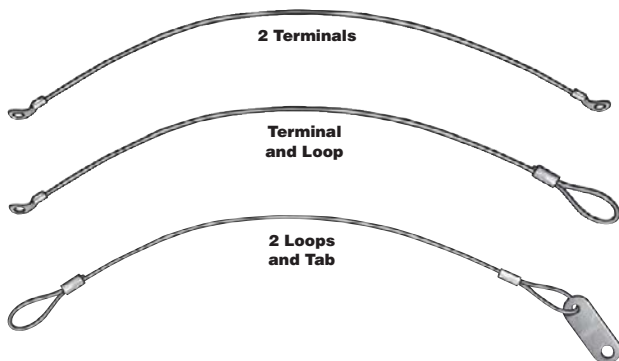 2 Terminals
Terminal
and Loop
2 Loops
and Tab